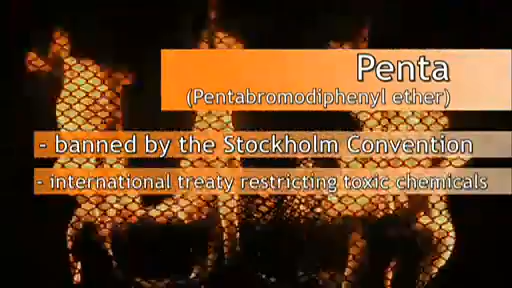 Penta
(Pentabromodiphenyl ether)
- banned by the Stockholm Convention
- international treaty restricting toxic chemicals